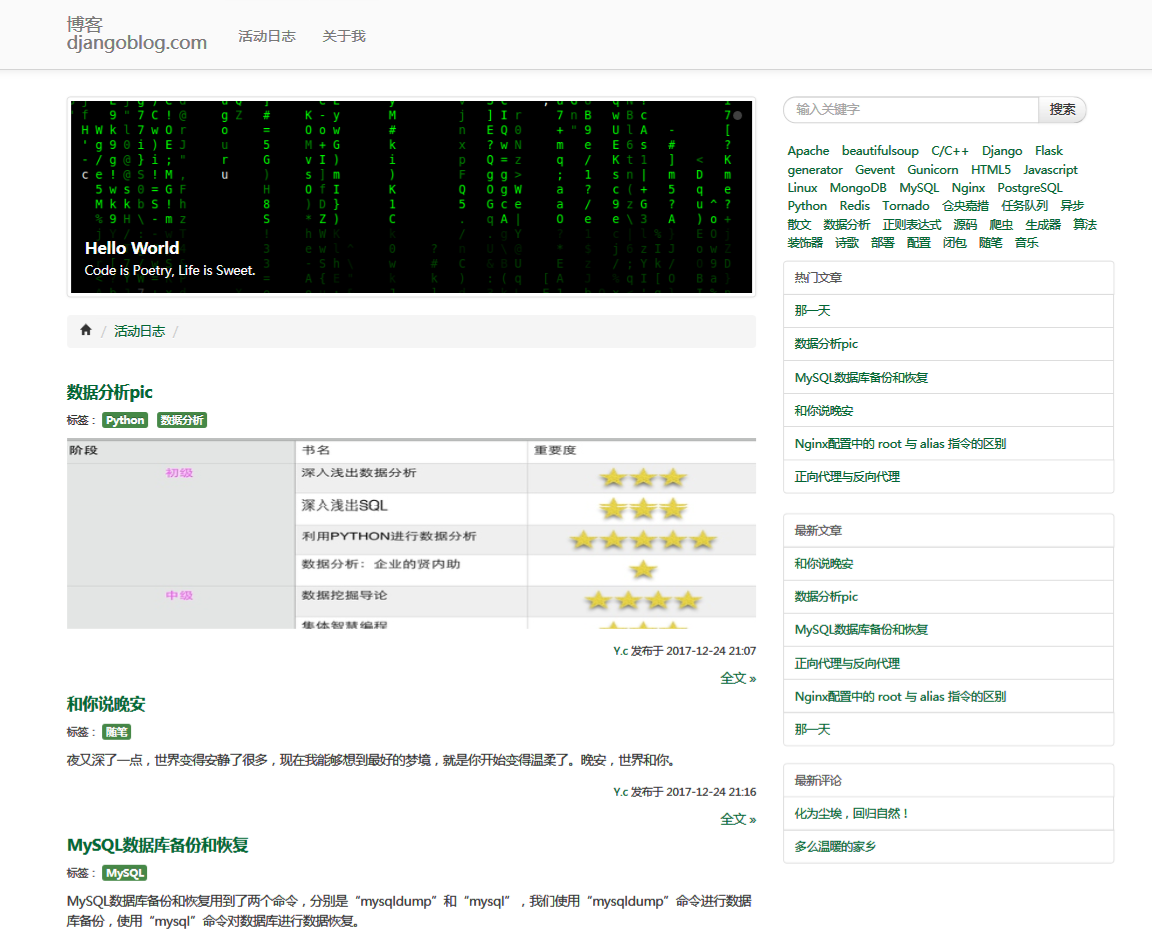 博客
djangoblog.com
活动日志 关于我
Hello World
Code is Poetry, Life is Sweet.
/ 活动日志 /
数据分析pic
标签： Python 数据分析
阶段 书名 重要度
初级 深入浅出数据分析
深入浅出SQL
利用PYTHON进行数据分析
数据分析：企业的贤内助
中级 数据挖掘导论
集体智慧编程
Y.c 发布于 2017-12-24 21:07
全文 »
和你说晚安
标签： 随笔
夜又深了一点，世界变得安静了很多，现在我能够想到最好的梦境，就是你开始变得温柔了。晚安，世界和你。
Y.c 发布于 2017-12-24 21:16
全文 »
MySQL数据库备份和恢复
标签： MySQL
MySQL数据库备份和恢复用到了两个命令，分别是“mysqldump”和“mysql”，我们使用“mysqldump”命令进行数据
库备份，使用“mysql”命令对数据库进行数据恢复。
输入关键字 搜索
Apache beautifulsoup C/C++ Django Flask
generator Gevent Gunicorn HTML5 Javascript
Linux MongoDB MySQL Nginx PostgreSQL
Python Redis Tornado 仓央嘉措 任务队列 异步
散文 数据分析 正则表达式 源码 爬虫 生成器 算法
装饰器 诗歌 部署 配置 闭包 随笔 音乐
热门文章
那一天
数据分析pic
MySQL数据库备份和恢复
和你说晚安
Nginx配置中的 root 与 alias 指令的区别
正向代理与反向代理
最新文章
和你说晚安
数据分析pic
MySQL数据库备份和恢复
正向代理与反向代理
Nginx配置中的 root 与 alias 指令的区别
那一天
最新评论
化为尘埃，回归自然！
多么温暖的家乡